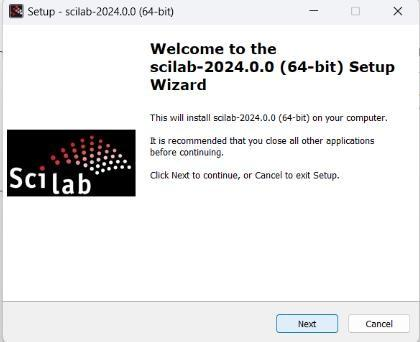 Setup - scilab-2024.0.0 (64-bit)
Welcome to the
scilab-2024.0.0 (64-bit) Setup
Wizard
This will install scilab-2024.0.0 (64-bit) on your computer.
It is recommended that you close all other applications
before continuing.
Click Next to continue, or Cancel to exit Setup.
Scilab
Next
Cancel